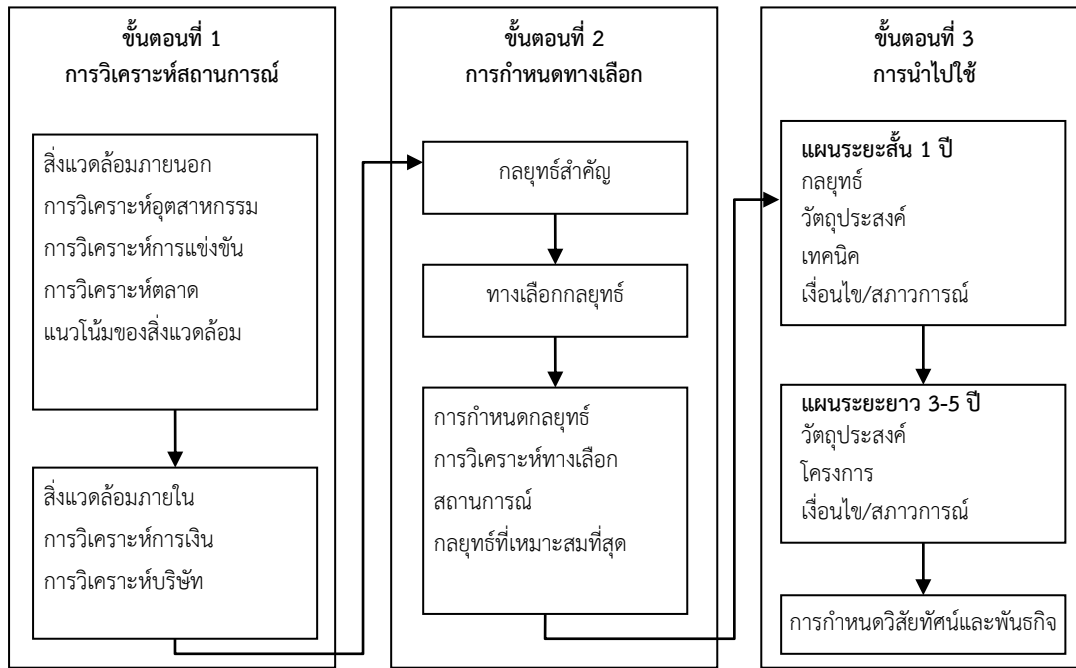 ขั้นตอนที่ 1
การวิเคราะห์สถานการณ์
สิ่งแวดล้อมภายนอก
การวิเคราะห์อุตสาหกรรม
การวิเคราะห์การแข่งขัน
การวิเคราะห์ตลาด
แนวโน้มของสิ่งแวดล้อม
สิ่งแวดล้อมภายใน
การวิเคราะห์การเงิน
การวิเคราะห์บริษัท
ขั้นตอนที่ 2
การกำหนดทางเลือก
กลยุทธ์สำคัญ
ทางเลือกกลยุทธ์
การกำหนดกลยุทธ์
การวิเคราะห์ทางเลือก
สถานการณ์
กลยุทธ์ที่เหมาะสมที่สุด
ขั้นตอนที่ 3
การนำไปใช้
แผนระยะสั้น 1 ปี
กลยุทธ์
วัตถุประสงค์
เทคนิค
เงื่อนไข/สภาวการณ์
แผนระยะยาว 3-5 ปี
วัตถุประสงค์
โครงการ
เงื่อนไข/สภาวการณ์
การกำหนดวิสัยทัศน์และพันธกิจ